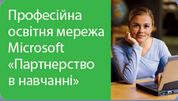 Професійна
освітня мережа
Microsoft
«Партнерство
в навчанні»